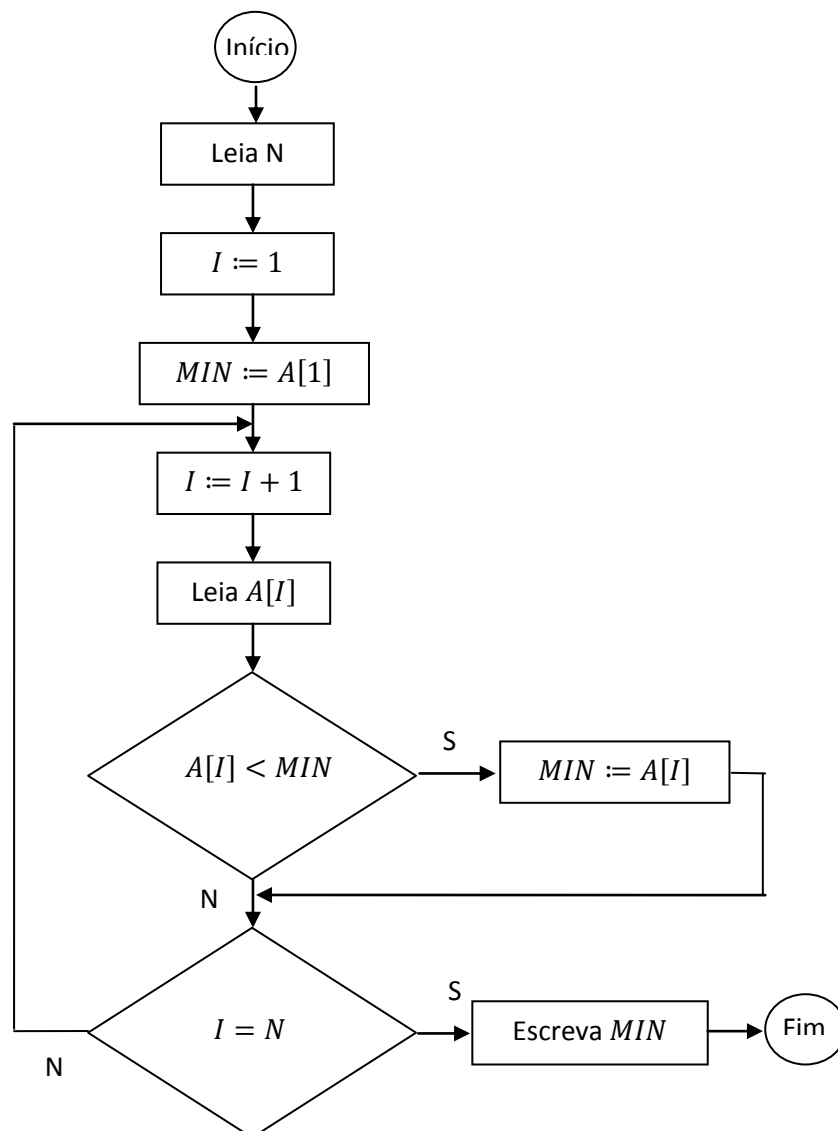 Início
Leia N
I ≔ 1
MIN ≔ A[1]
I ≔ I + 1
Leia A[I]
A[I] < MIN
S
MIN ≔ A[I]
N
I = N
S
Escreva MIN
Fim
N